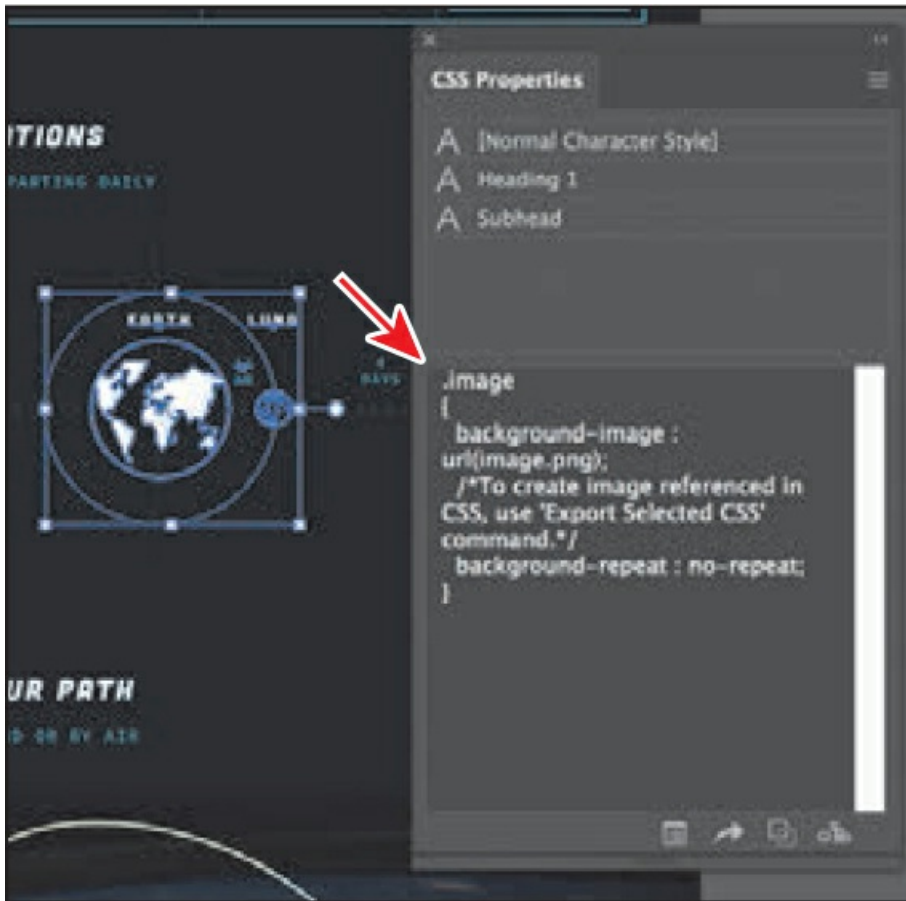 CSS Properties
ITIONS
[Normal Character Style]
PARTING DAILY
Heading 1
Subhead
EARTH LUNA
DAYS
.image
{
background-image :
url(image.png);
/*To create image referenced in
CSS, use 'Export Selected CSS'
command.*/
background-repeat : no-repeat;
}
UR PATH
D OR BY AIR